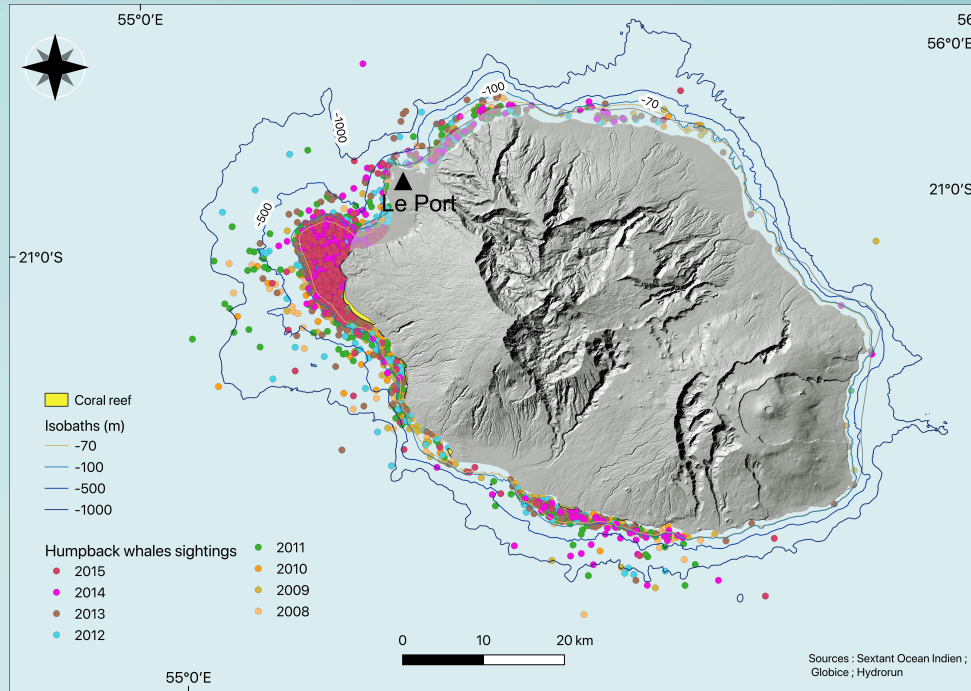 55°0'E
56
56°0'E
-100
-70
-1000
Le Port
21°0'S
-500
21°0'S
Coral reef
Isobaths (m)
-70
-100
-500
-1000
Humpback whales sightings
2015
2014
2013
2012
2011
2010
2009
2008
0 10 20 km
55°0'E
Sources : Sextant Ocean Indien ;
Globice ; Hydrorun